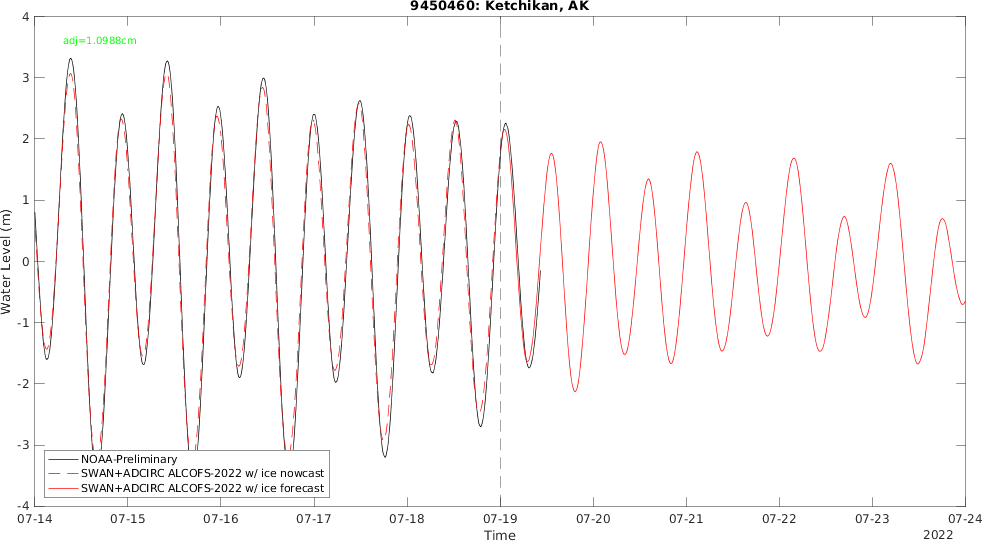 9450460: Ketchikan, AK
adj=1.0988cm
4
3
2
1
0
-1
-2
-3
-4
Water Level (m)
NOAA-Preliminary
SWAN+ADCIRC ALCOFS-2022 w/ ice nowcast
SWAN+ADCIRC ALCOFS-2022 w/ ice forecast
07-14 07-15 07-16 07-17 07-18 07-19 07-20 07-21 07-22 07-23 07-24
Time
2022